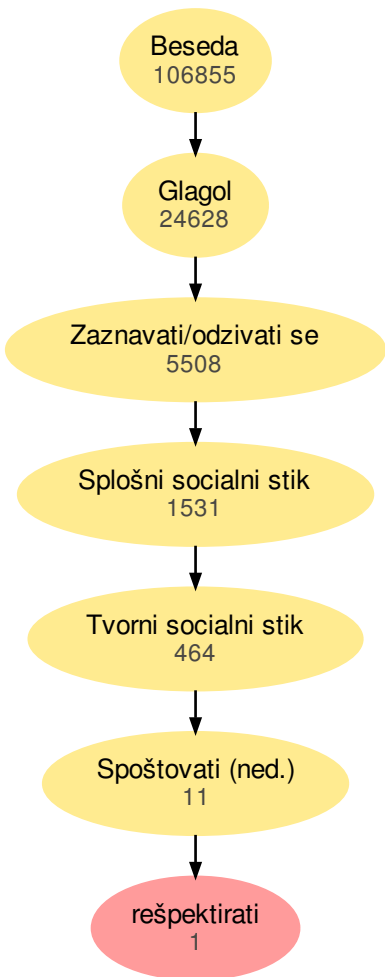 Beseda
106855
Glagol
24628
Zaznavati/odzivati se
5508
Splošni socialni stik
1531
Tvorni socialni stik
464
Spoštovati (ned.)
11
rešpektirati
1